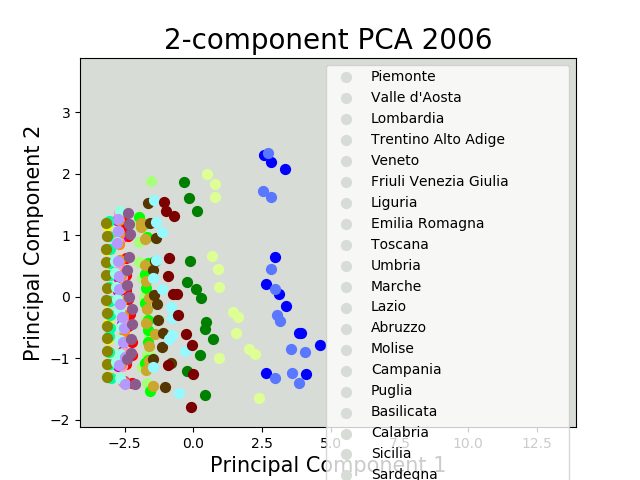 2-component PCA 2006
Principal Component 2
3
2
1
0
−1
−2
−2.5
0.0
2.5
5.0
7.5
10.0
12.5
Principal Component 1
Piemonte
Valle d'Aosta
Lombardia
Trentino Alto Adige
Veneto
Friuli Venezia Giulia
Liguria
Emilia Romagna
Toscana
Umbria
Marche
Lazio
Abruzzo
Molise
Campania
Puglia
Basilicata
Calabria
Sicilia
Sardegna